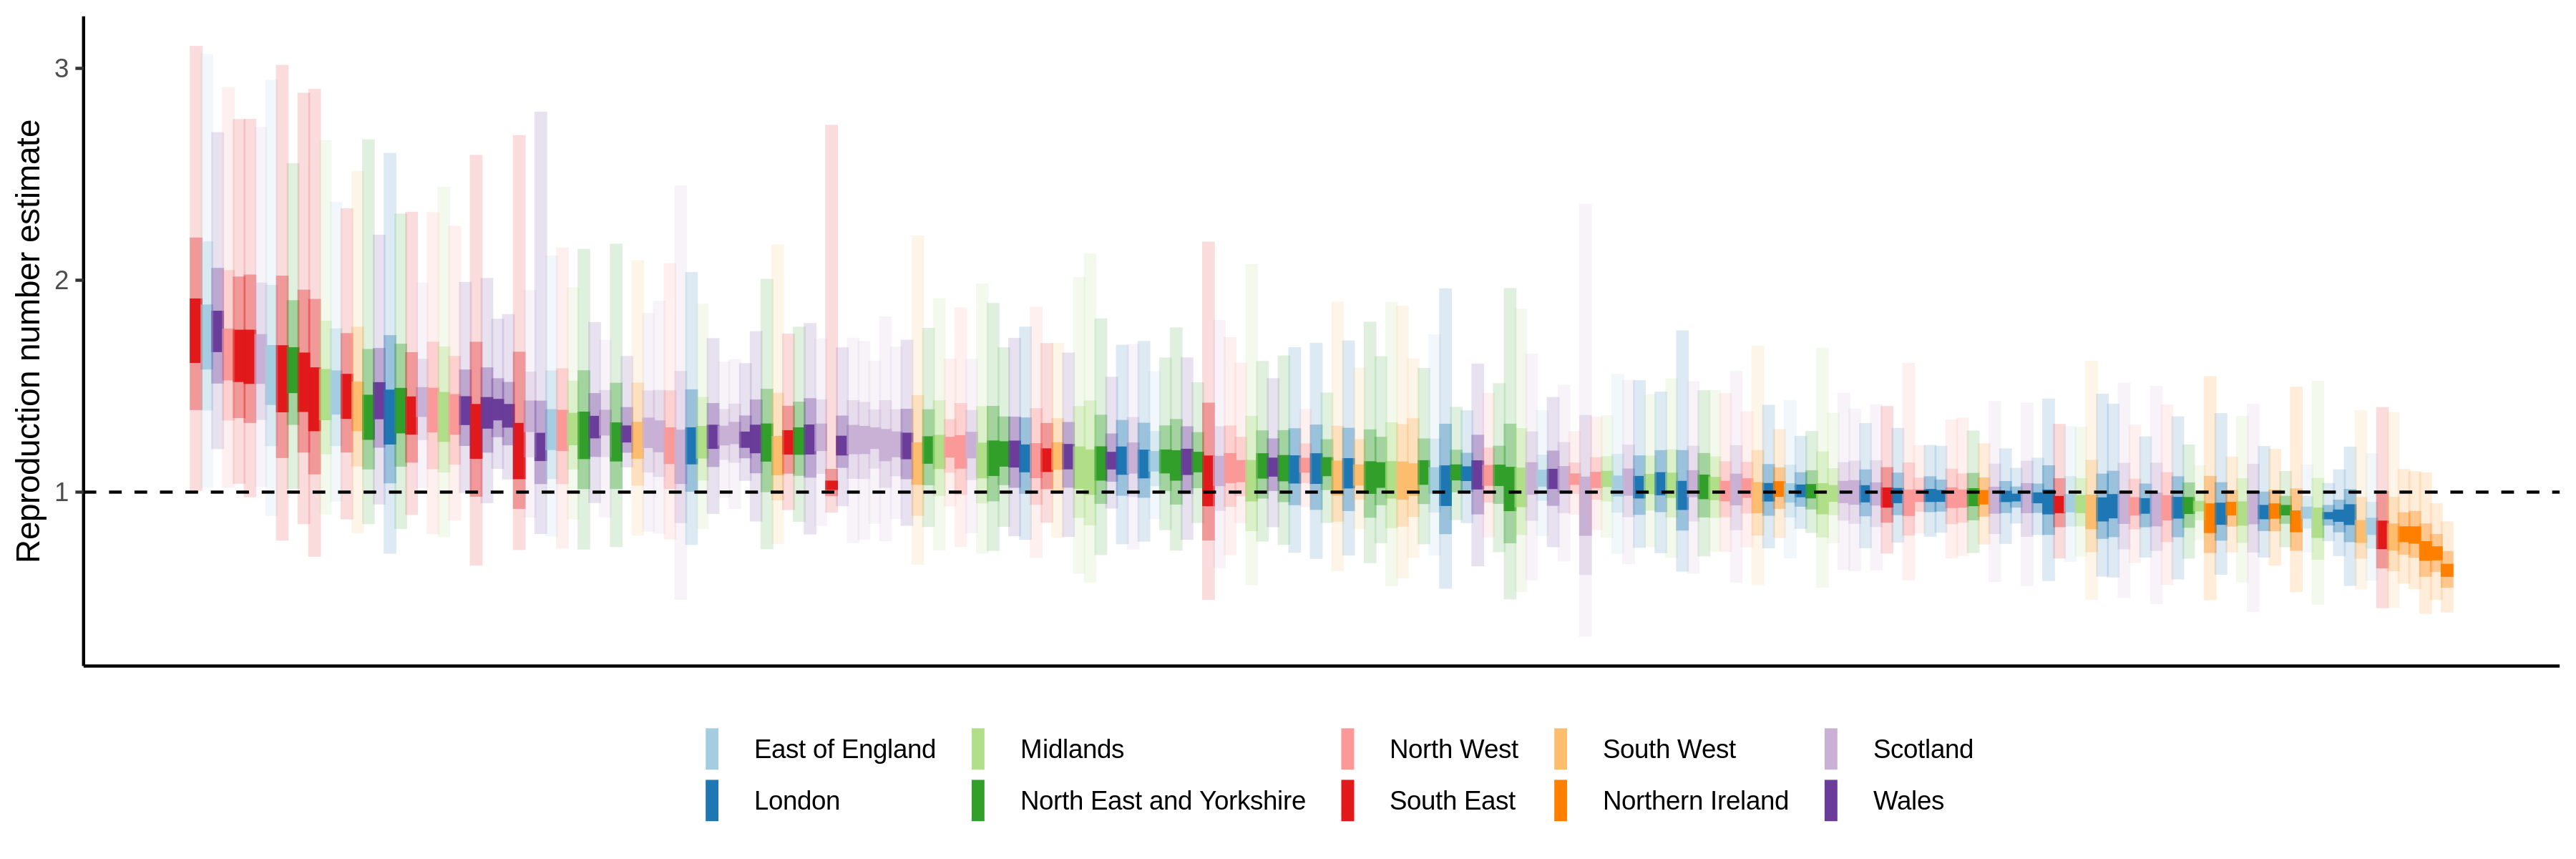 Reproduction number estimate
3
2
1
East of England Midlands North West South West Scotland
London North East and Yorkshire South East Northern Ireland Wales